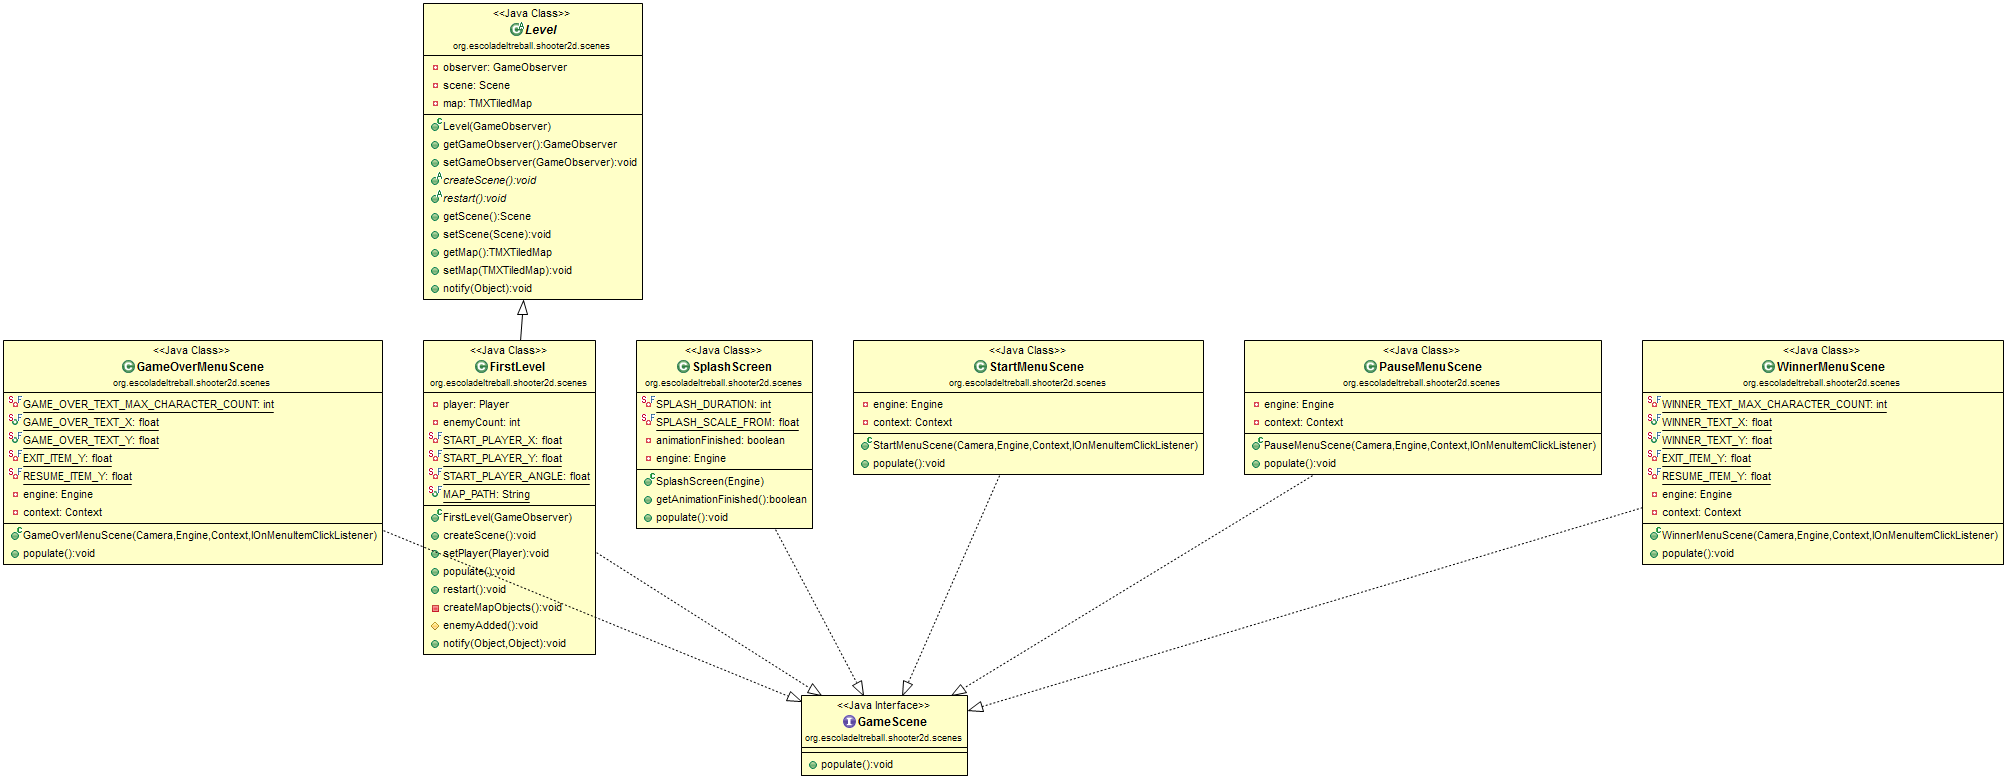 <<Java Class>>
Level
org.escoladeltreball.shooter2d.scenes
observer: GameObserver
scene: Scene
map: TMXTiledMap
Level(GameObserver)
getGameObserver():GameObserver
setGameObserver(GameObserver):void
createScene():void
restart():void
getScene():Scene
setScene(Scene):void
getMap():TMXTiledMap
setMap(TMXTiledMap):void
notify(Object):void
<<Java Class>>
GameOverMenuScene
org.escoladeltreball.shooter2d.scenes
GAME_OVER_TEXT_MAX_CHARACTER_COUNT: int
GAME_OVER_TEXT_X: float
GAME_OVER_TEXT_Y: float
EXIT_ITEM_Y: float
RESUME_ITEM_Y: float
engine: Engine
context: Context
GameOverMenuScene(Camera,Engine,Context,IOnMenuItemClickListener)
populate():void
<<Java Class>>
FirstLevel
org.escoladeltreball.shooter2d.scenes
player: Player
enemyCount: int
START_PLAYER_X: float
START_PLAYER_Y: float
START_PLAYER_ANGLE: float
MAP_PATH: String
FirstLevel(GameObserver)
createScene():void
setPlayer(Player):void
populate():void
restart():void
createMapObjects():void
enemyAdded():void
notify(Object,Object):void
<<Java Class>>
SplashScreen
org.escoladeltreball.shooter2d.scenes
SPLASH_DURATION: int
SPLASH_SCALE_FROM: float
animationFinished: boolean
engine: Engine
SplashScreen(Engine)
getAnimationFinished():boolean
populate():void
<<Java Class>>
StartMenuScene
org.escoladeltreball.shooter2d.scenes
engine: Engine
context: Context
StartMenuScene(Camera,Engine,Context,IOnMenuItemClickListener)
populate():void
<<Java Class>>
PauseMenuScene
org.escoladeltreball.shooter2d.scenes
engine: Engine
context: Context
PauseMenuScene(Camera,Engine,Context,IOnMenuItemClickListener)
populate():void
<<Java Class>>
WinnerMenuScene
org.escoladeltreball.shooter2d.scenes
WINNER_TEXT_MAX_CHARACTER_COUNT: int
WINNER_TEXT_X: float
WINNER_TEXT_Y: float
EXIT_ITEM_Y: float
RESUME_ITEM_Y: float
engine: Engine
context: Context
WinnerMenuScene(Camera,Engine,Context,IOnMenuItemClickListener)
populate():void
<<Java Interface>>
GameScene
org.escoladeltreball.shooter2d.scenes
populate():void